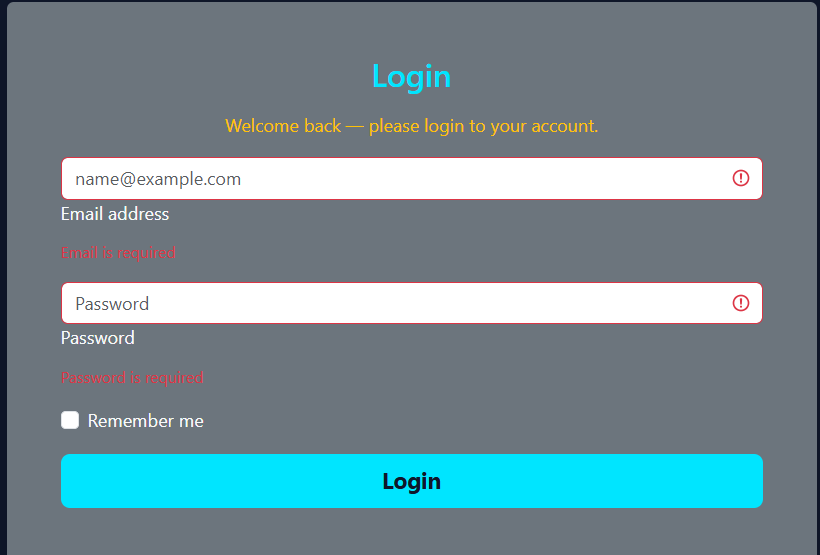 Login
Welcome back — please login to your account.
name@example.com
Email address
Email is required
Password
Password
Password is required
Remember me
Login